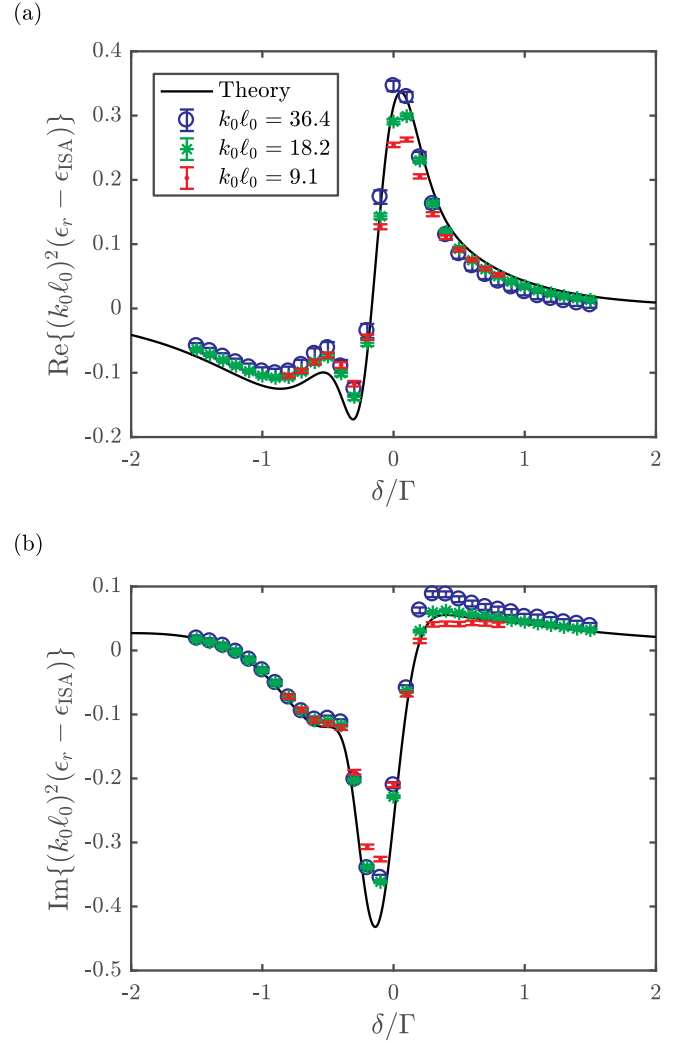 (a)
0.4
0.3
0.2
0.1
0
-0.1
-0.2
Re{(k₀ℓ₀)²(ϵᵣ − ϵ_ISA)}
Theory
k₀ℓ₀ = 36.4
k₀ℓ₀ = 18.2
k₀ℓ₀ = 9.1
-2 -1 0 1 2
δ/Γ
(b)
0.1
0
-0.1
-0.2
-0.3
-0.4
-0.5
Im{(k₀ℓ₀)²(ϵᵣ − ϵ_ISA)}
-2 -1 0 1 2
δ/Γ